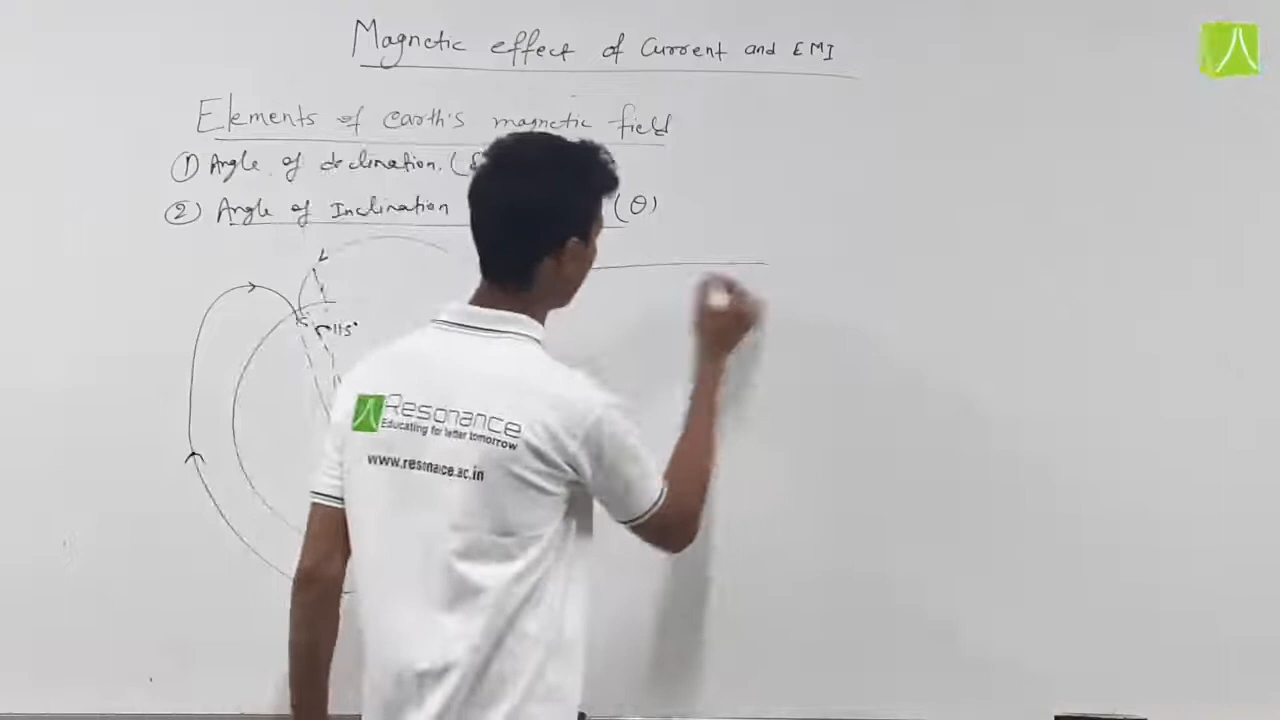 Magnetic effect of Current and EMI
Elements of earth's magnetic field
① Angle of declination. (δ
② Angle of Inclination (θ)
11.5°
Resonance
Educating for better tomorrow
www.resonance.ac.in